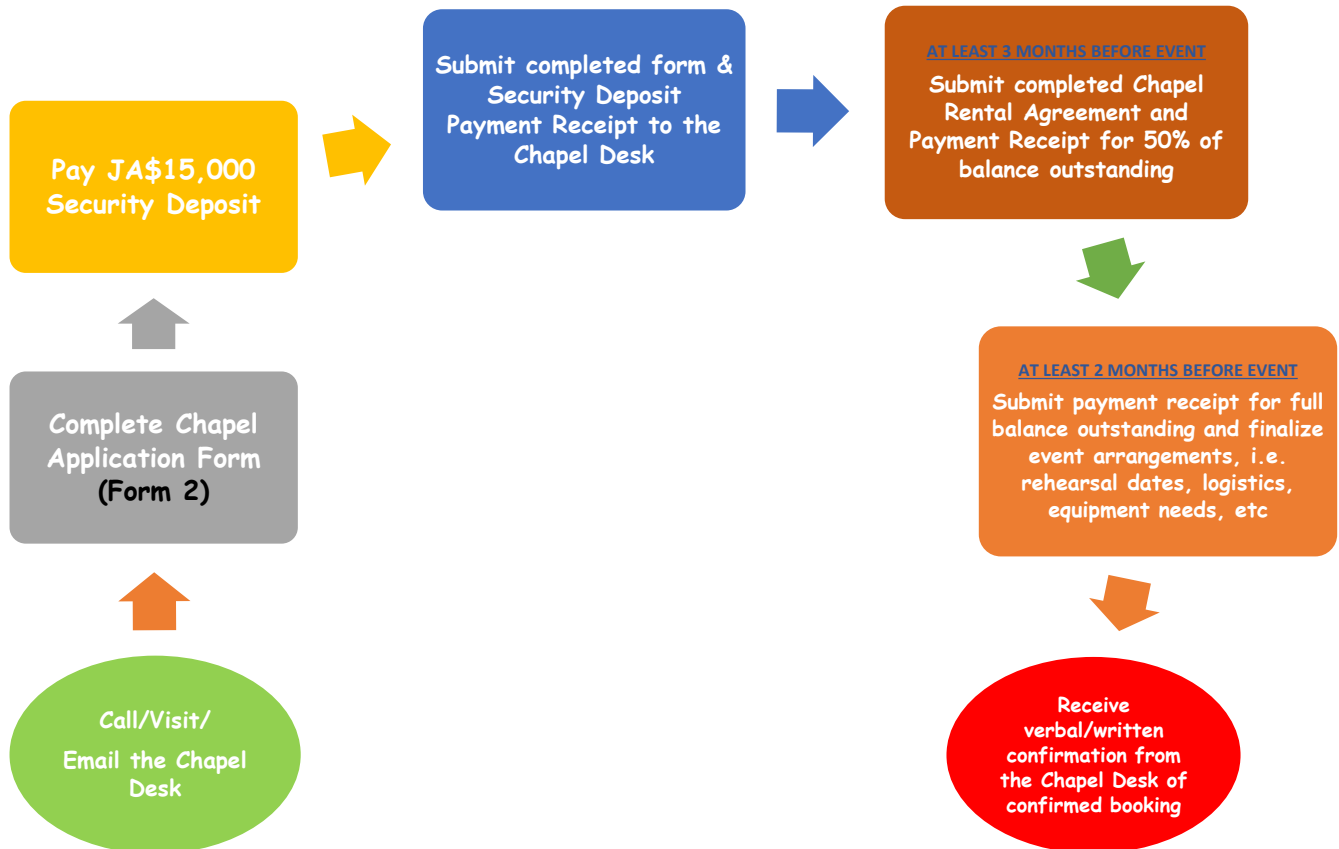 Call/Visit/
Email the Chapel
Desk
Complete Chapel
Application Form
(Form 2)
Pay JA$15,000
Security Deposit
Submit completed form &
Security Deposit
Payment Receipt to the
Chapel Desk
AT LEAST 3 MONTHS BEFORE EVENT
Submit completed Chapel
Rental Agreement and
Payment Receipt for 50% of
balance outstanding
AT LEAST 2 MONTHS BEFORE EVENT
Submit payment receipt for full
balance outstanding and finalize
event arrangements, i.e.
rehearsal dates, logistics,
equipment needs, etc
Receive
verbal/written
confirmation from
the Chapel Desk of
confirmed booking